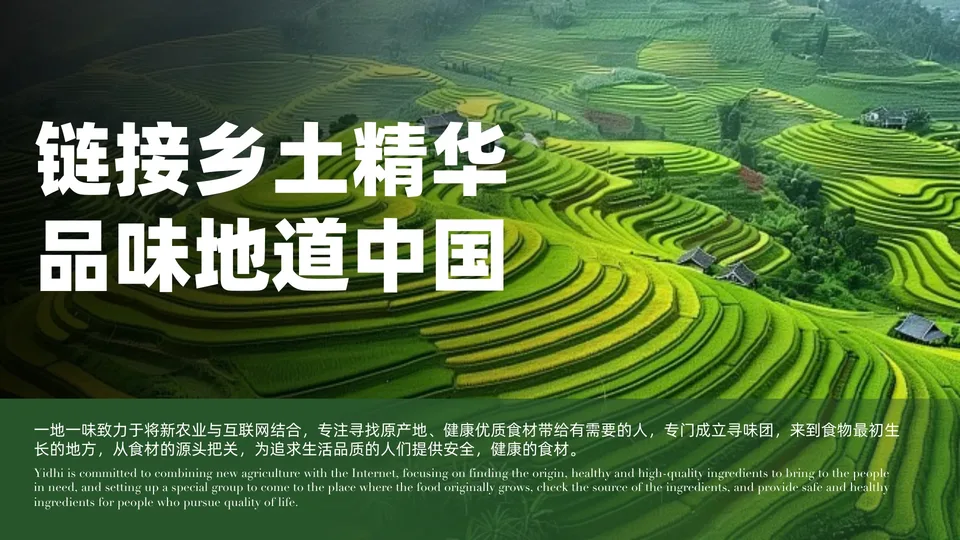 链接乡土精华
品味地道中国
一地一味致力于将新农业与互联网结合，专注寻找原产地、健康优质食材带给有需要的人，专门成立寻味团，来到食物最初生
长的地方，从食材的源头把关，为追求生活品质的人们提供安全，健康的食材。
Yidhi is committed to combining new agriculture with the Internet, focusing on finding the origin, healthy and high-quality ingredients to bring to the people
in need, and setting up a special group to come to the place where the food originally grows, check the source of the ingredients, and provide safe and healthy
ingredients for people who pursue quality of life.